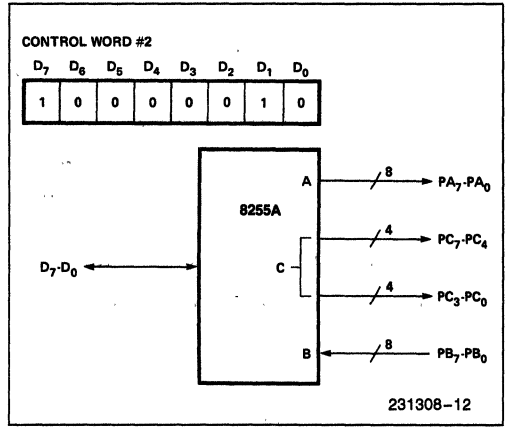 CONTROL WORD #2
D7 D6 D5 D4 D3 D2 D1 D0
1 0 0 0 0 0 1 0
A 8 PA7-PA0
8255A
4 PC7-PC4
D7-D0 C
4 PC3-PC0
B 8 PB7-PB0
231308-12